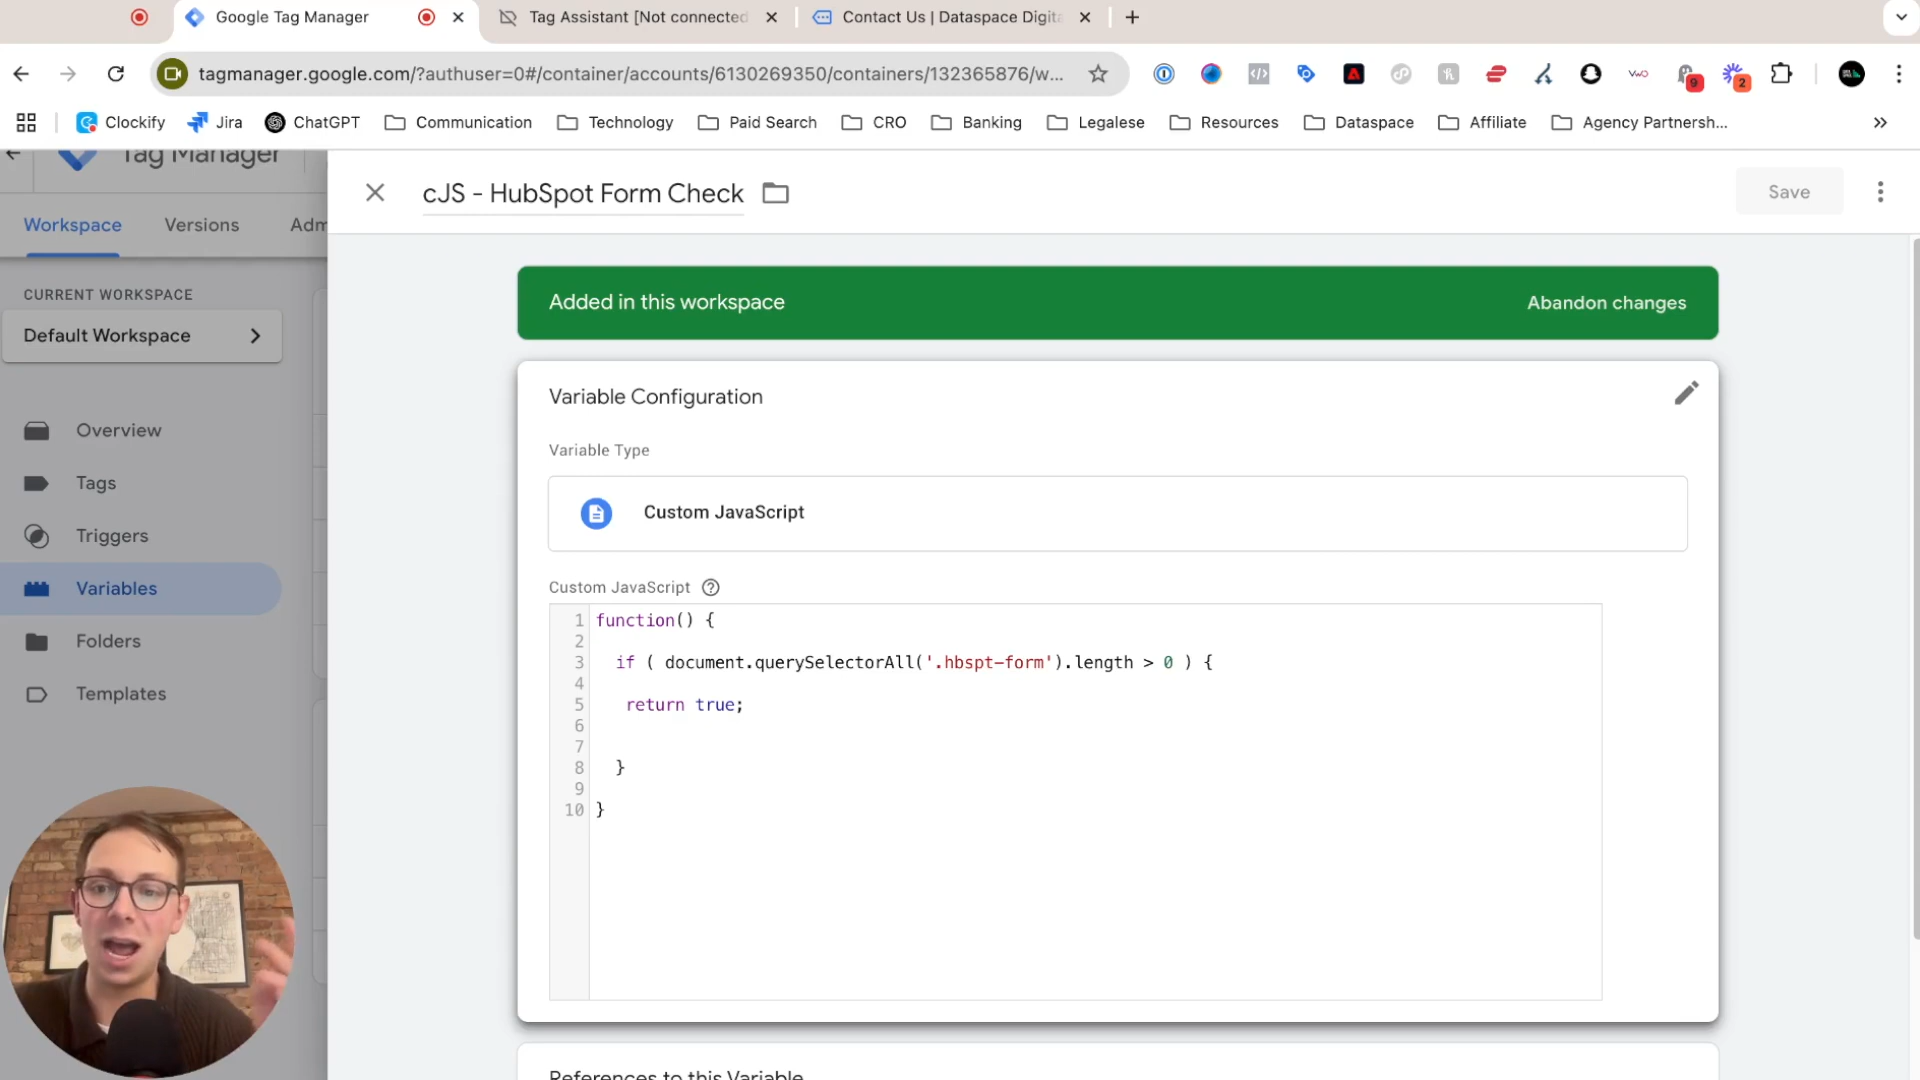 Google Tag Manager
Tag Assistant [Not connected
Contact Us | Dataspace Digita
tagmanager.google.com/?authuser=0#/container/accounts/6130269350/containers/132365876/w...
9
2
Clockify
Jira
ChatGPT
Communication
Technology
Paid Search
CRO
Banking
Legalese
Resources
Dataspace
Affiliate
Agency Partnersh...
Tag Manager
cJS - HubSpot Form Check
Save
Workspace
Versions
Adm
Added in this workspace
Abandon changes
CURRENT WORKSPACE
Default Workspace
Variable Configuration
Variable Type
Custom JavaScript
Overview
Tags
Triggers
Variables
Folders
Templates
Custom JavaScript
1 function() {
2
3 if ( document.querySelectorAll('.hbspt-form').length > 0 ) {
4
5 return true;
6
7
8 }
9
10 }
References to this Variable